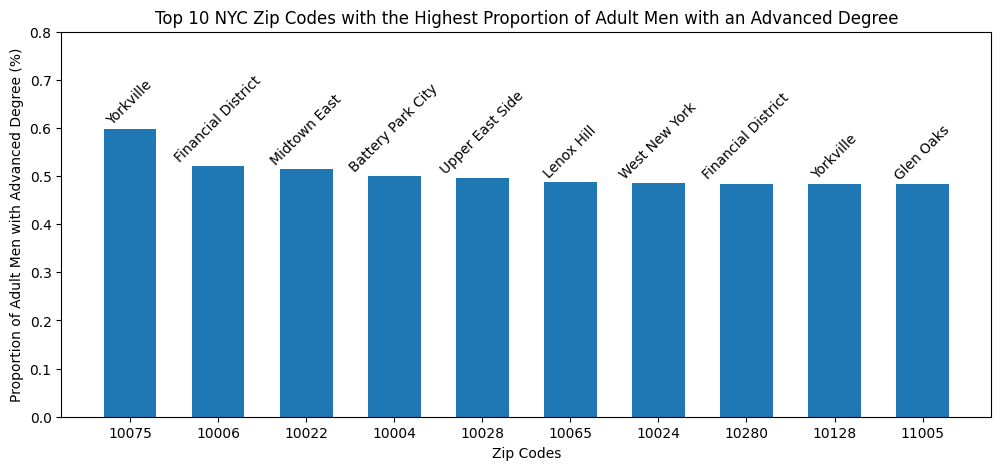 Top 10 NYC Zip Codes with the Highest Proportion of Adult Men with an Advanced Degree
Proportion of Adult Men with Advanced Degree (%)
0.8
0.7
0.6
0.5
0.4
0.3
0.2
0.1
0.0
Yorkville
Financial District
Midtown East
Battery Park City
Upper East Side
Lenox Hill
West New York
Financial District
Yorkville
Glen Oaks
10075 10006 10022 10004 10028 10065 10024 10280 10128 11005
Zip Codes